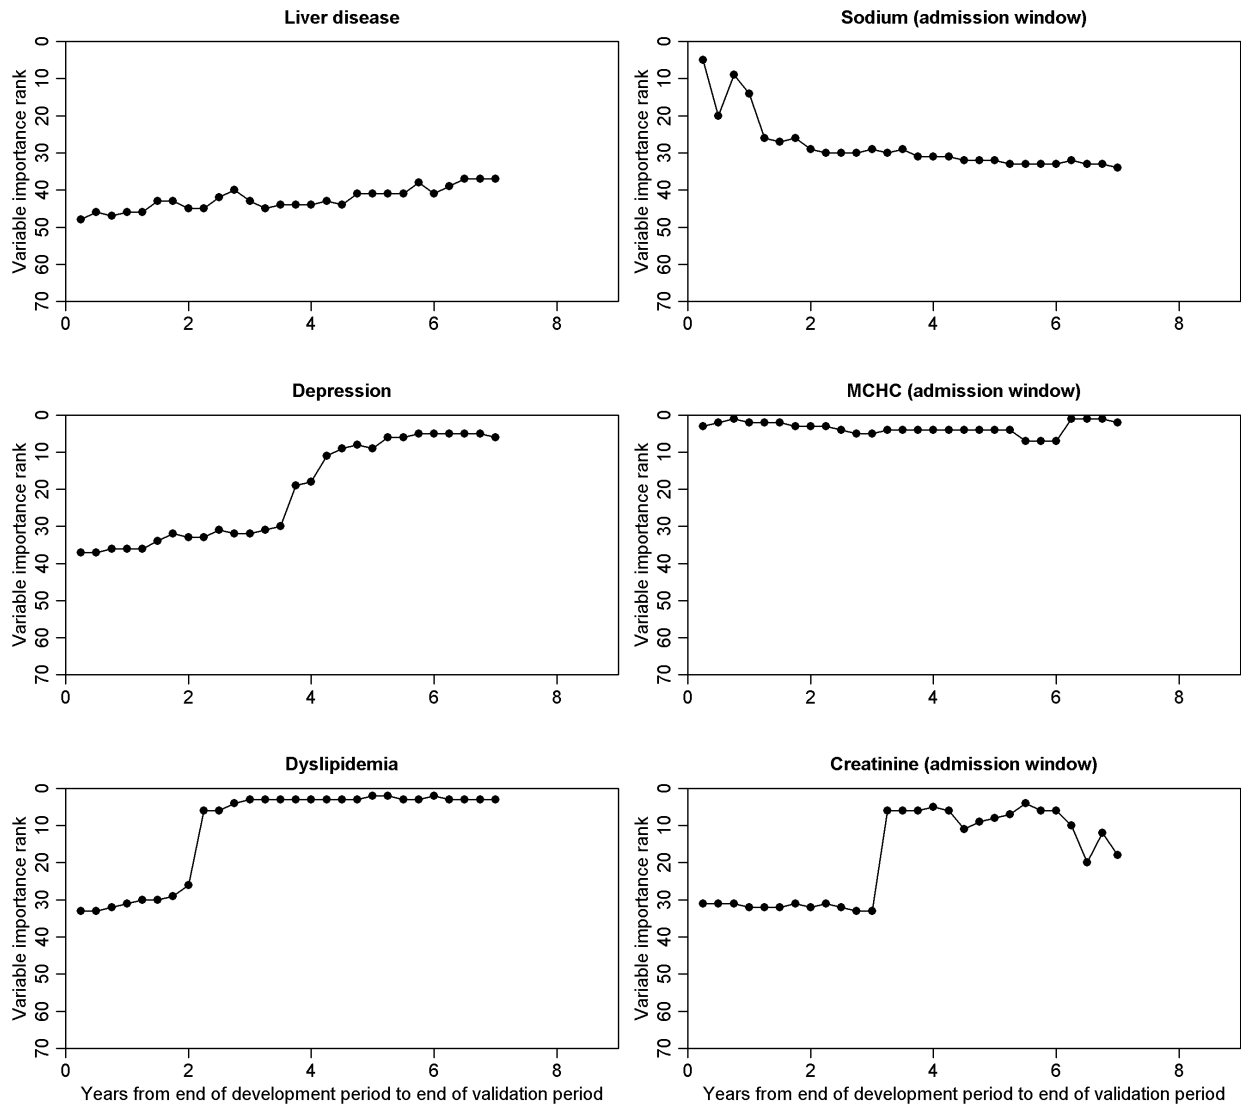 Liver disease
Variable importance rank
0
10
20
30
40
50
60
70
0 2 4 6 8
Sodium (admission window)
Variable importance rank
0
10
20
30
40
50
60
70
0 2 4 6 8
Depression
Variable importance rank
0
10
20
30
40
50
60
70
0 2 4 6 8
MCHC (admission window)
Variable importance rank
0
10
20
30
40
50
60
70
0 2 4 6 8
Dyslipidemia
Variable importance rank
0
10
20
30
40
50
60
70
0 2 4 6 8
Years from end of development period to end of validation period
Creatinine (admission window)
Variable importance rank
0
10
20
30
40
50
60
70
0 2 4 6 8
Years from end of development period to end of validation period